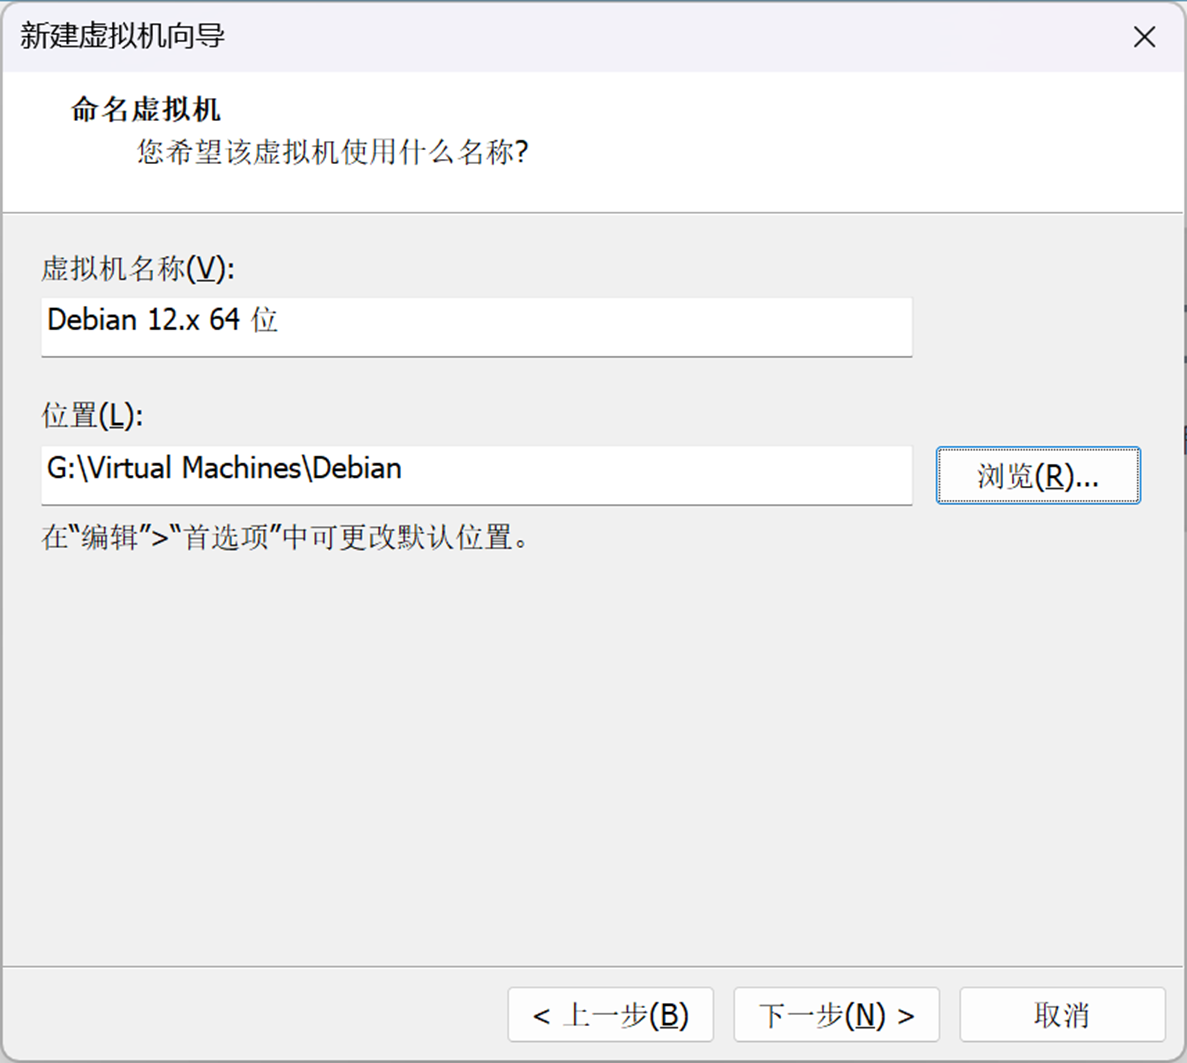 新建虚拟机向导
命名虚拟机
您希望该虚拟机使用什么名称?
虚拟机名称(V):
Debian 12.x 64 位
位置(L):
G:\Virtual Machines\Debian
浏览(R)...
在“编辑”>“首选项”中可更改默认位置。
< 上一步(B)
下一步(N) >
取消